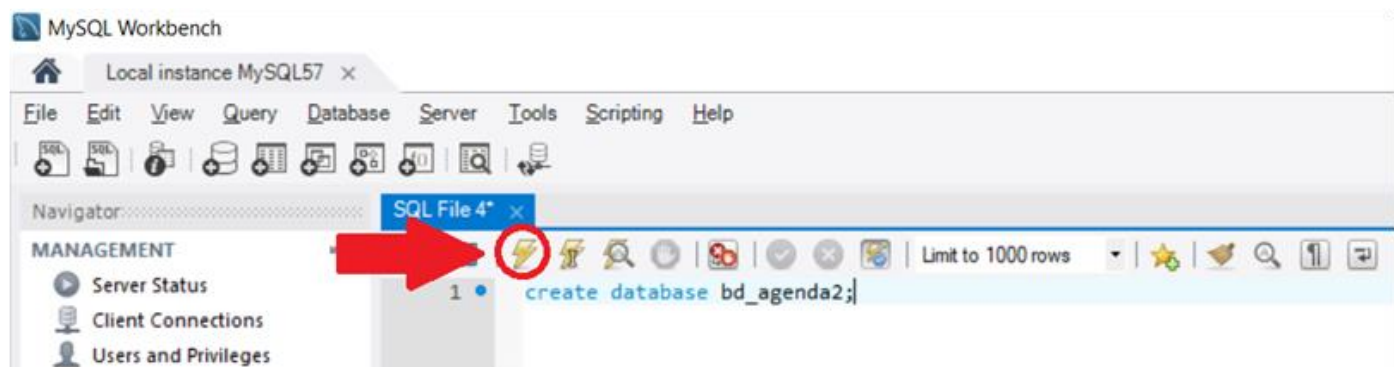 MySQL Workbench
Local instance MySQL57 ×
File Edit View Query Database Server Tools Scripting Help
Navigator SQL File 4* ×
MANAGEMENT Limit to 1000 rows
Server Status 1 create database bd_agenda2;
Client Connections
Users and Privileges